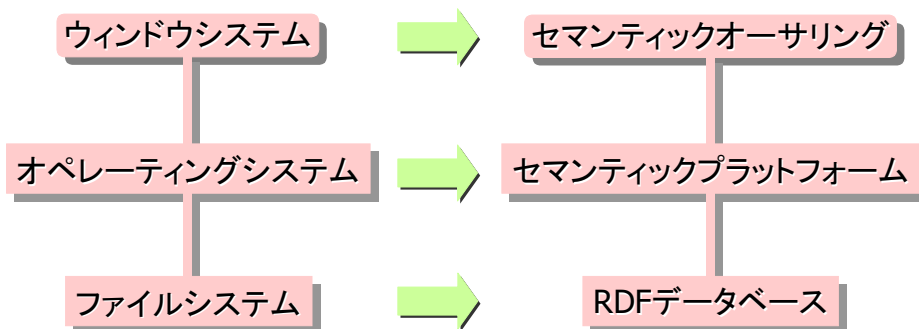 ウィンドウシステム
セマンティックオーサリング
オペレーティングシステム
セマンティックプラットフォーム
ファイルシステム
RDFデータベース